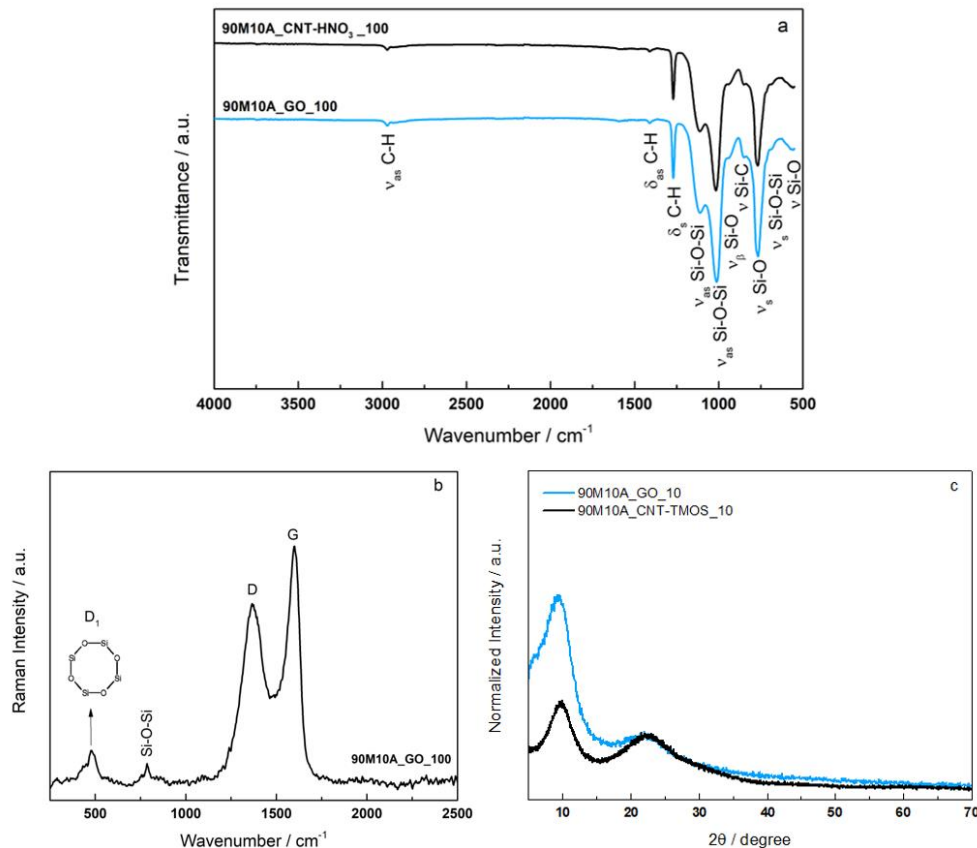 a
90M10A_CNT-HNO₃_100
90M10A_GO_100
Transmittance / a.u.
νas C-H
δas C-H
δs C-H
νas Si-O-Si
νas Si-O-Si
νβ Si-O
ν Si-C
νs Si-O
νs Si-O-Si
ν Si-O
4000 3500 3000 2500 2000 1500 1000 500
Wavenumber / cm⁻¹
b
Raman Intensity / a.u.
D₁
O Si
Si O
O Si
Si O
Si-O-Si
D
G
90M10A_GO_100
500 1000 1500 2000 2500
Wavenumber / cm⁻¹
c
Normalized Intensity / a.u.
90M10A_GO_10
90M10A_CNT-TMOS_10
10 20 30 40 50 60 70
2θ / degree